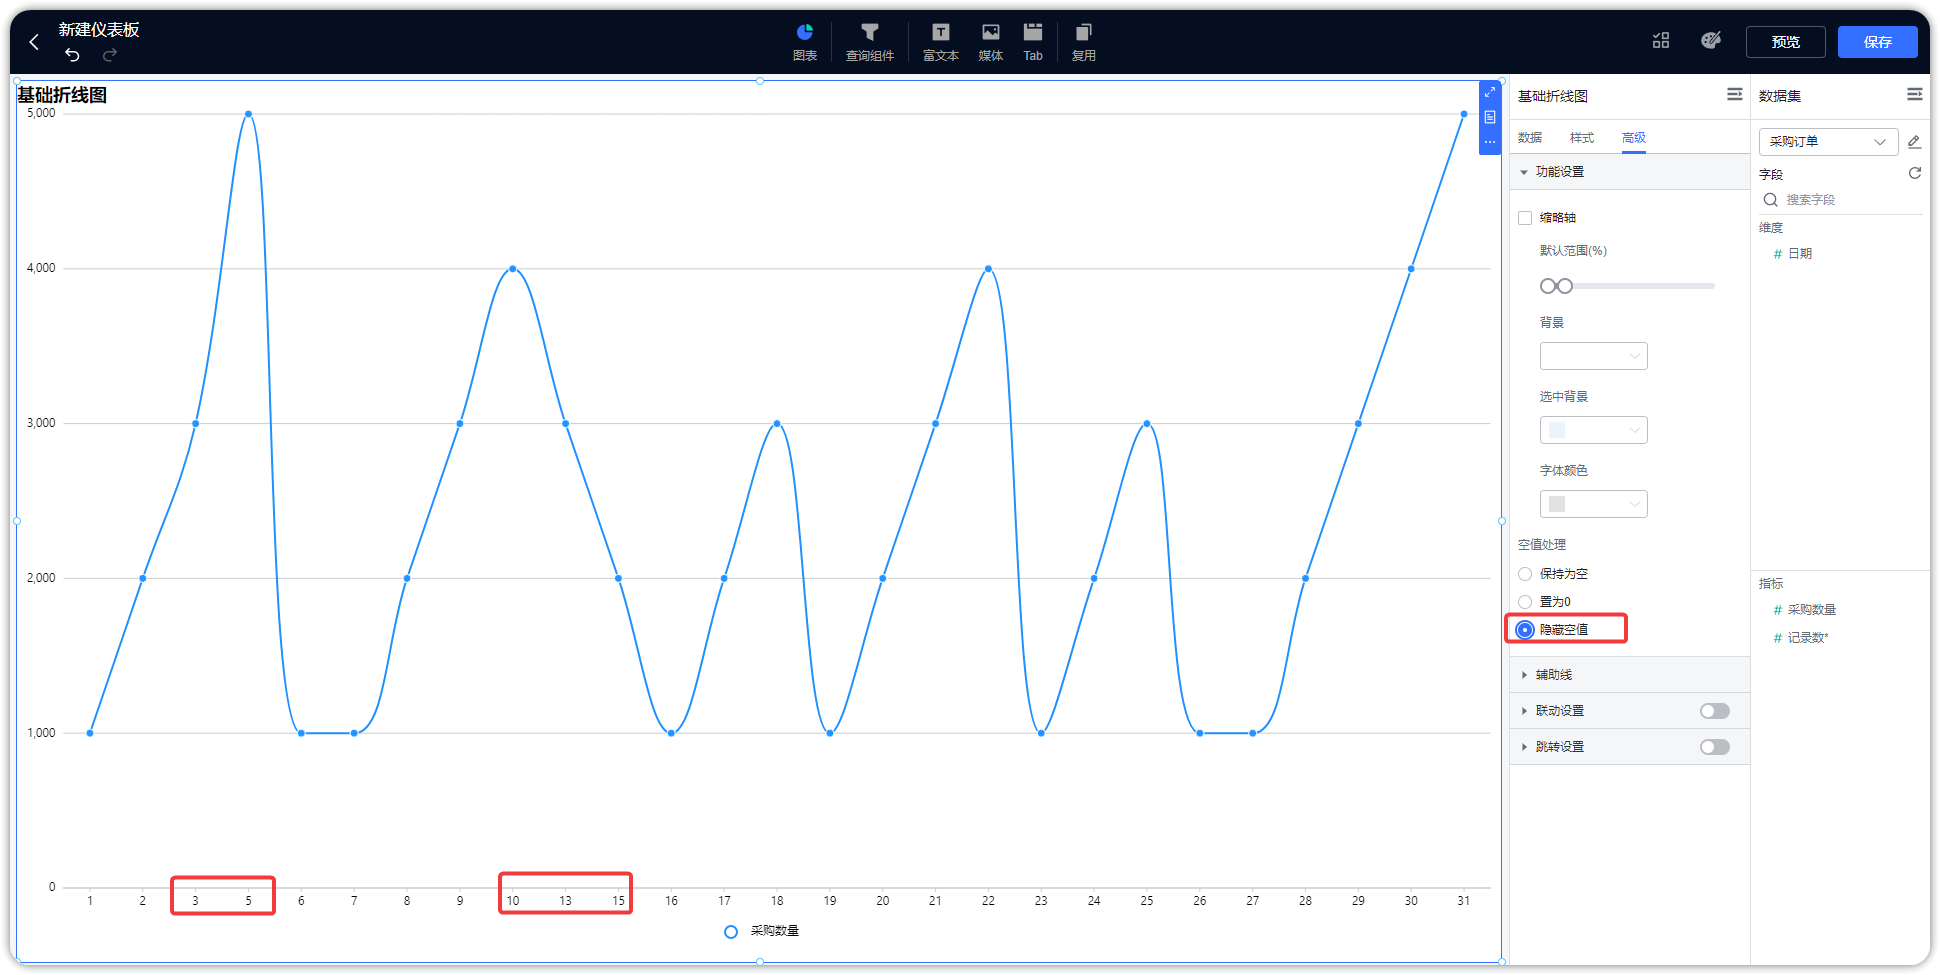 新建仪表板
图表
查询组件
富文本
媒体
Tab
复用
预览
保存
基础折线图
5,000
4,000
3,000
2,000
1,000
0
1 2 3 5 6 7 8 9 10 13 15 16 17 18 19 20 21 22 23 24 25 26 27 28 29 30 31
采购数量
基础折线图
数据 样式 高级
功能设置
缩略轴
默认范围(%)
背景
选中背景
字体颜色
空值处理
保持为空
置为0
隐藏空值
辅助线
联动设置
跳转设置
数据集
采购订单
字段
搜索字段
维度
# 日期
指标
# 采购数量
# 记录数*